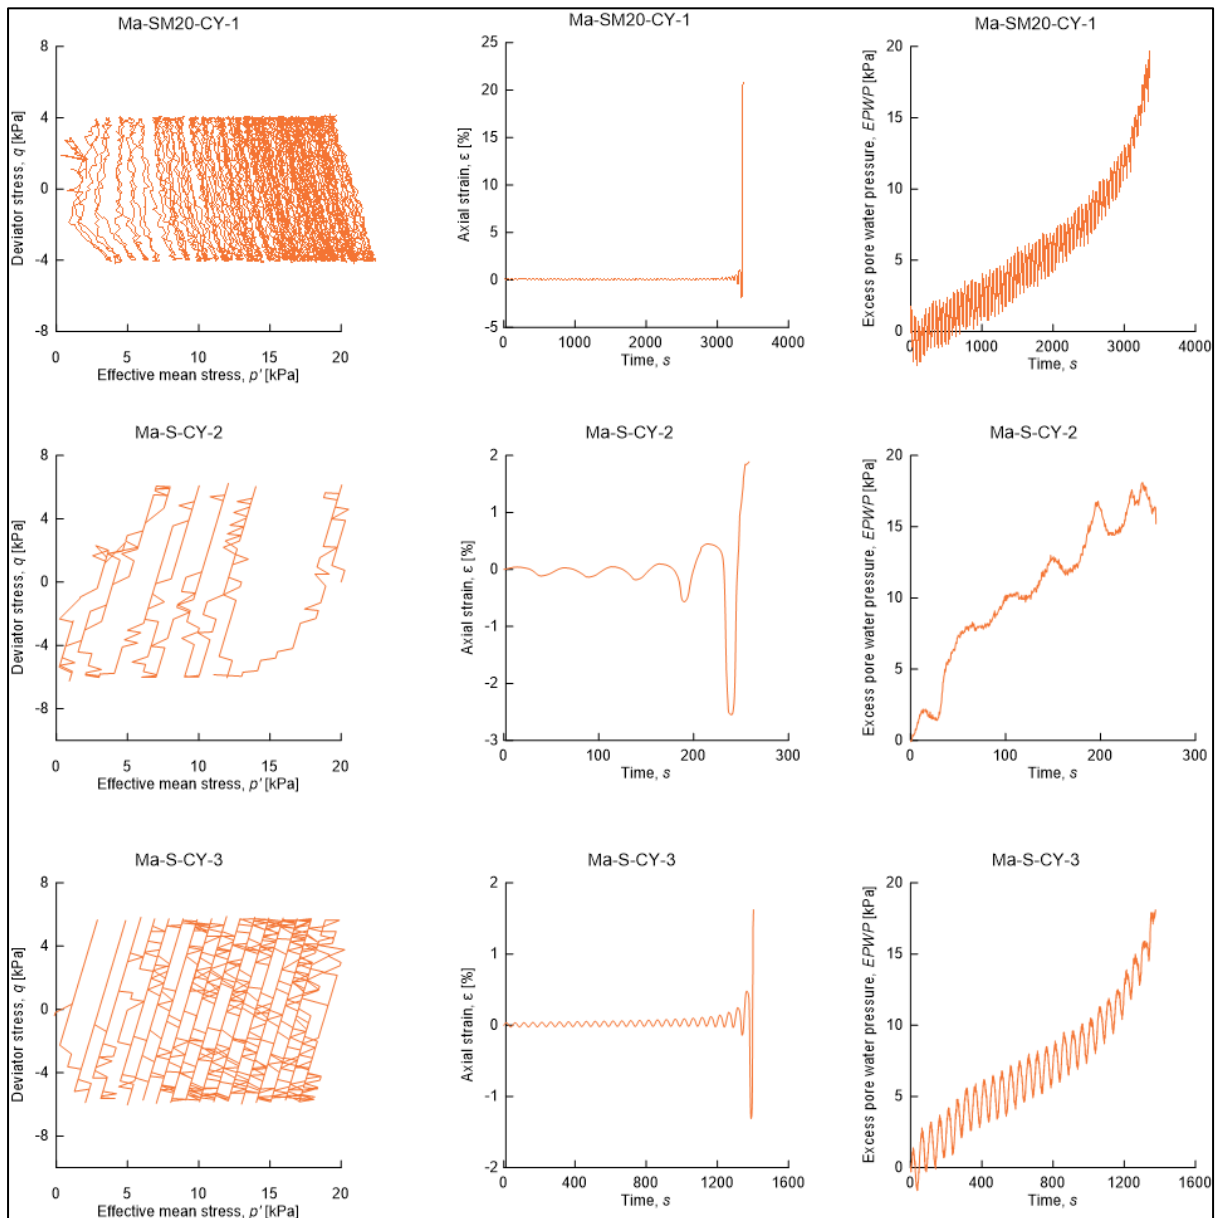 Ma-SM20-CY-1
8
4
0
-4
-8
Deviator stress, q [kPa]
0 5 10 15 20
Effective mean stress, p' [kPa]
Ma-SM20-CY-1
25
20
15
10
5
0
-5
Axial strain, ε [%]
0 1000 2000 3000 4000
Time, s
Ma-SM20-CY-1
20
15
10
5
0
Excess pore water pressure, EPWP [kPa]
0 1000 2000 3000 4000
Time, s
Ma-S-CY-2
8
4
0
-4
-8
Deviator stress, q [kPa]
0 5 10 15 20
Effective mean stress, p' [kPa]
Ma-S-CY-2
2
1
0
-1
-2
-3
Axial strain, ε [%]
0 100 200 300
Time, s
Ma-S-CY-2
20
15
10
5
0
Excess pore water pressure, EPWP [kPa]
0 100 200 300
Time, s
Ma-S-CY-3
8
4
0
-4
-8
Deviator stress, q [kPa]
0 5 10 15 20
Effective mean stress, p' [kPa]
Ma-S-CY-3
2
1
0
-1
-2
Axial strain, ε [%]
0 400 800 1200 1600
Time, s
Ma-S-CY-3
20
15
10
5
0
Excess pore water pressure, EPWP [kPa]
0 400 800 1200 1600
Time, s